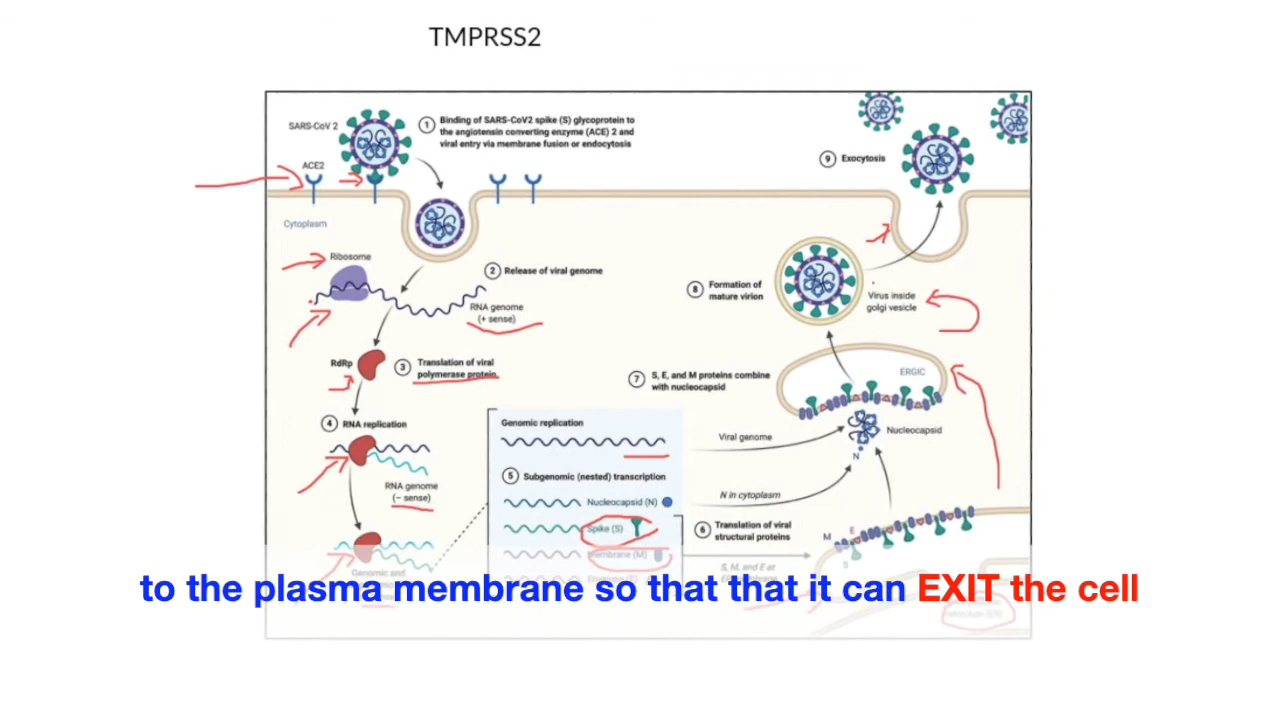 TMPRSS2
SARS-CoV 2
1
Binding of SARS-CoV2 spike (S) glycoprotein to
the angiotensin converting enzyme (ACE) 2 and
viral entry via membrane fusion or endocytosis
ACE2
Cytoplasm
Ribosome
2
Release of viral genome
RNA genome
(+ sense)
RdRp
3
Translation of viral
polymerase protein
4
RNA replication
RNA genome
(– sense)
Genomic and
Genomic replication
5
Subgenomic (nested) transcription
Nucleocapsid (N)
Spike (S)
Membrane (M)
6
Translation of viral
structural proteins
S, M, and E at
Viral genome
N in cytoplasm
7
S, E, and M proteins combine
with nucleocapsid
ERGIC
Nucleocapsid
N
M
E
S
8
Formation of
mature virion
Virus inside
golgi vesicle
9
Exocytosis
to the plasma membrane so that that it can EXIT the cell